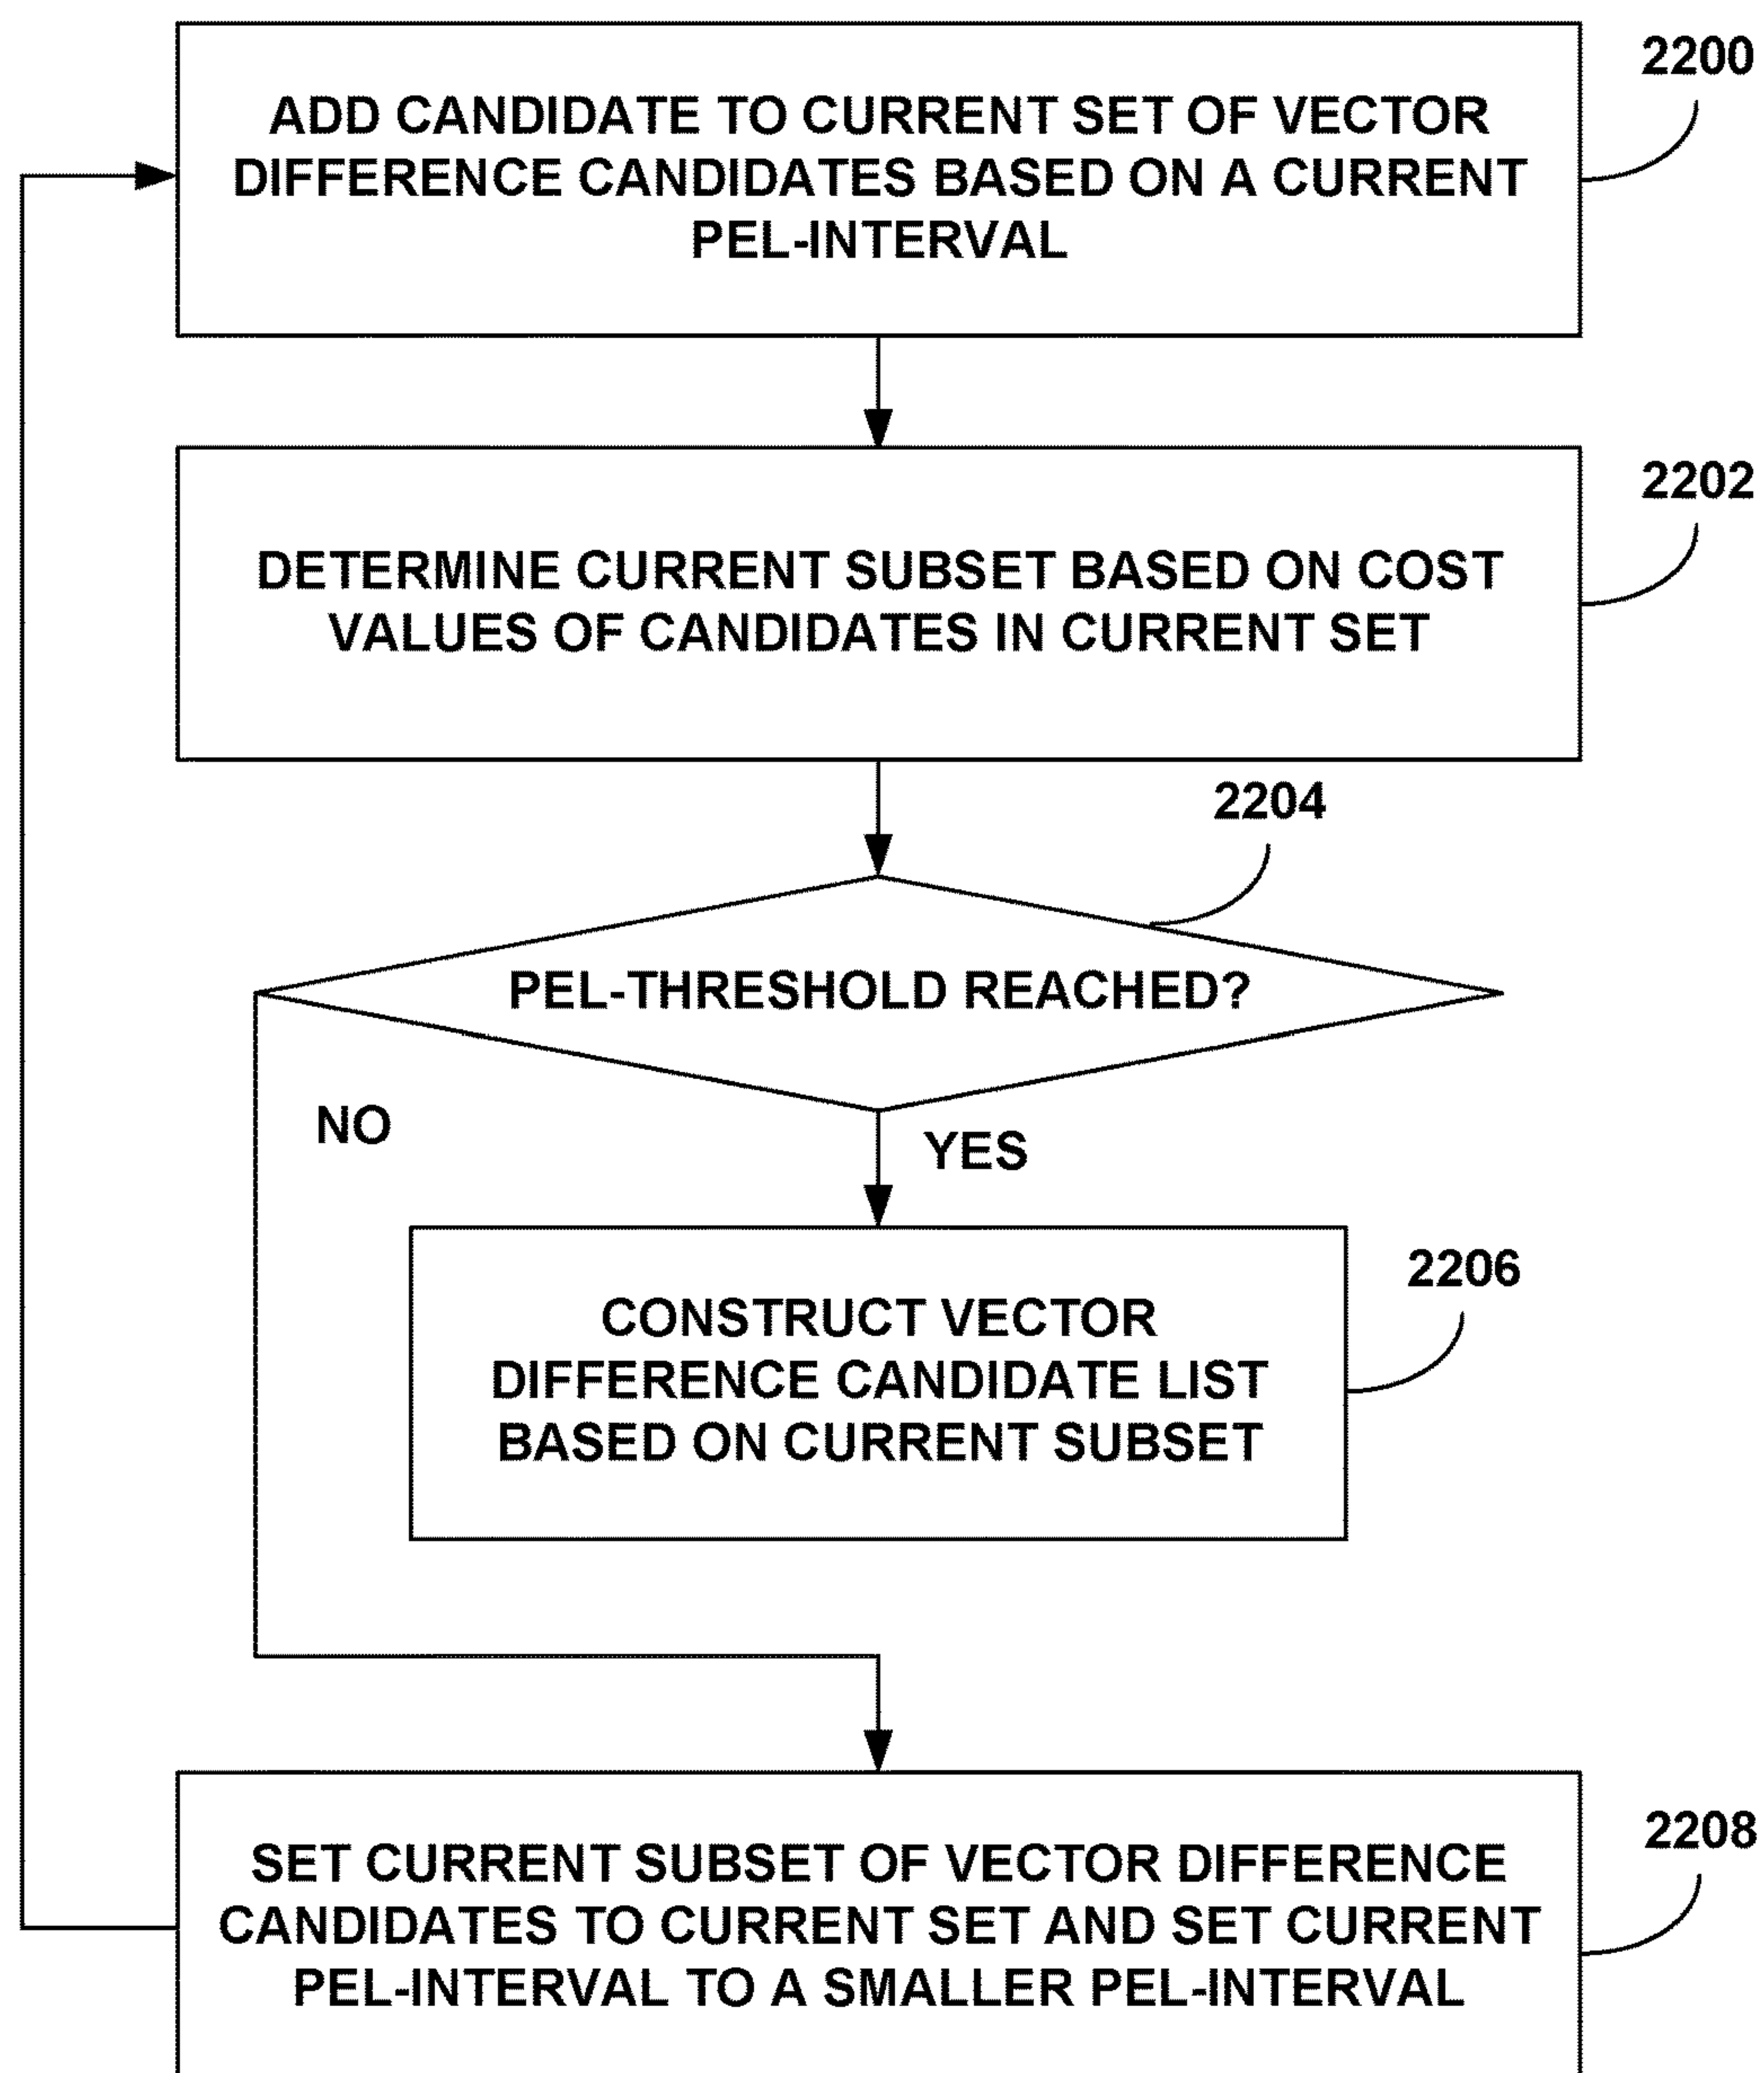 2200
ADD CANDIDATE TO CURRENT SET OF VECTOR
DIFFERENCE CANDIDATES BASED ON A CURRENT
PEL-INTERVAL
2202
DETERMINE CURRENT SUBSET BASED ON COST
VALUES OF CANDIDATES IN CURRENT SET
2204
PEL-THRESHOLD REACHED?
NO
YES
2206
CONSTRUCT VECTOR
DIFFERENCE CANDIDATE LIST
BASED ON CURRENT SUBSET
2208
SET CURRENT SUBSET OF VECTOR DIFFERENCE
CANDIDATES TO CURRENT SET AND SET CURRENT
PEL-INTERVAL TO A SMALLER PEL-INTERVAL